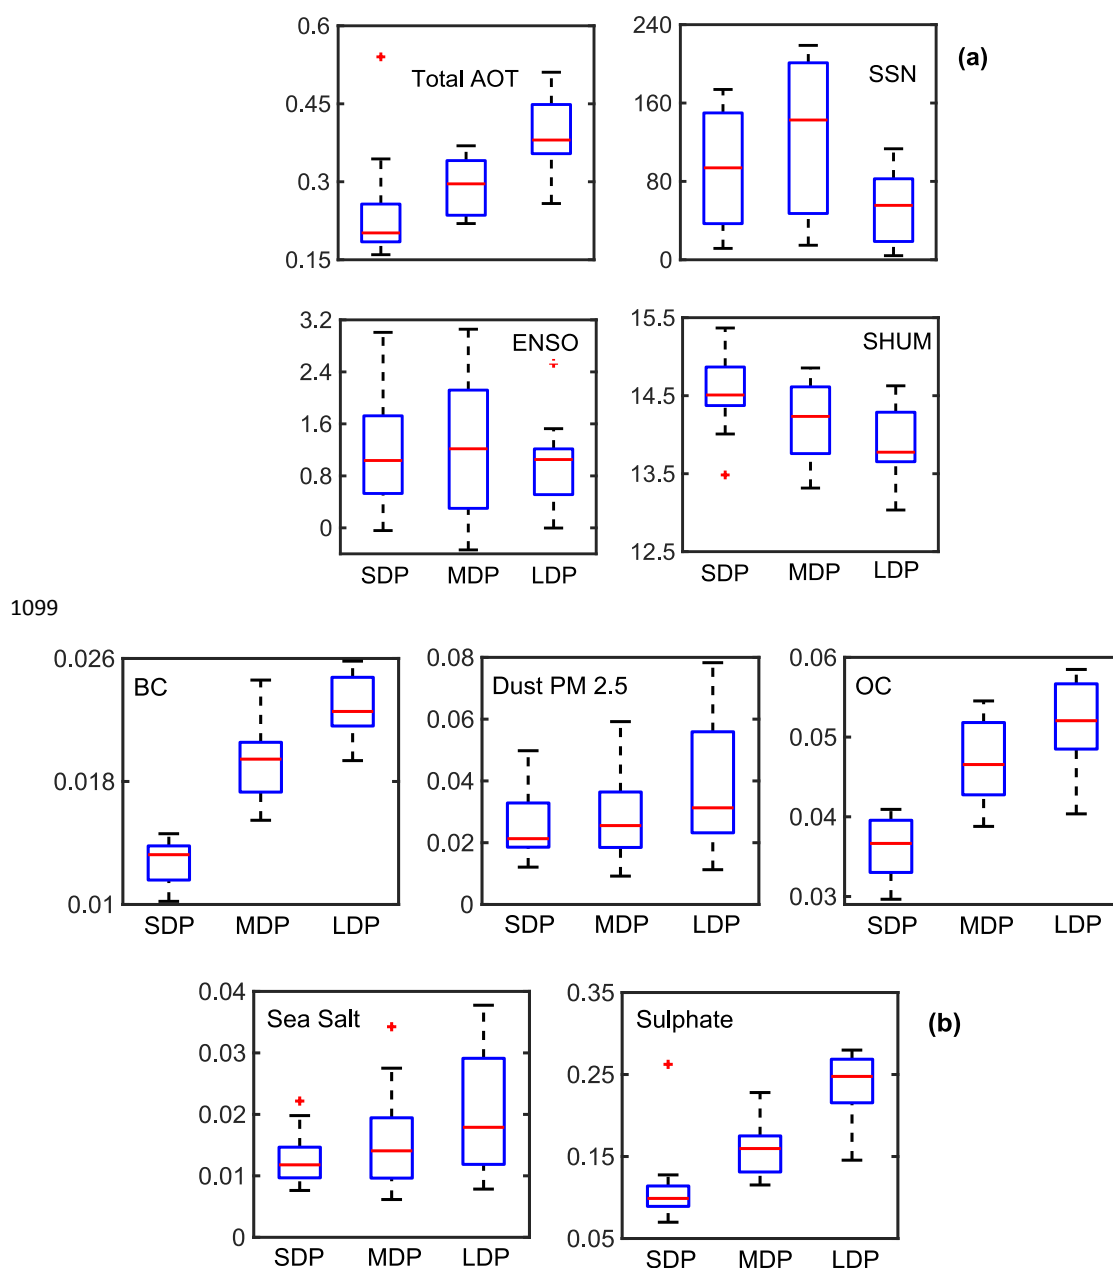 0.6
0.45
0.3
0.15
Total AOT
240
160
80
0
SSN
(a)
3.2
2.4
1.6
0.8
0
ENSO
SDP MDP LDP
15.5
14.5
13.5
12.5
SHUM
SDP MDP LDP
1099
0.026
0.018
0.01
BC
SDP MDP LDP
0.08
0.06
0.04
0.02
0
Dust PM 2.5
SDP MDP LDP
0.06
0.05
0.04
0.03
OC
SDP MDP LDP
0.04
0.03
0.02
0.01
0
Sea Salt
SDP MDP LDP
0.35
0.25
0.15
0.05
Sulphate
SDP MDP LDP
(b)